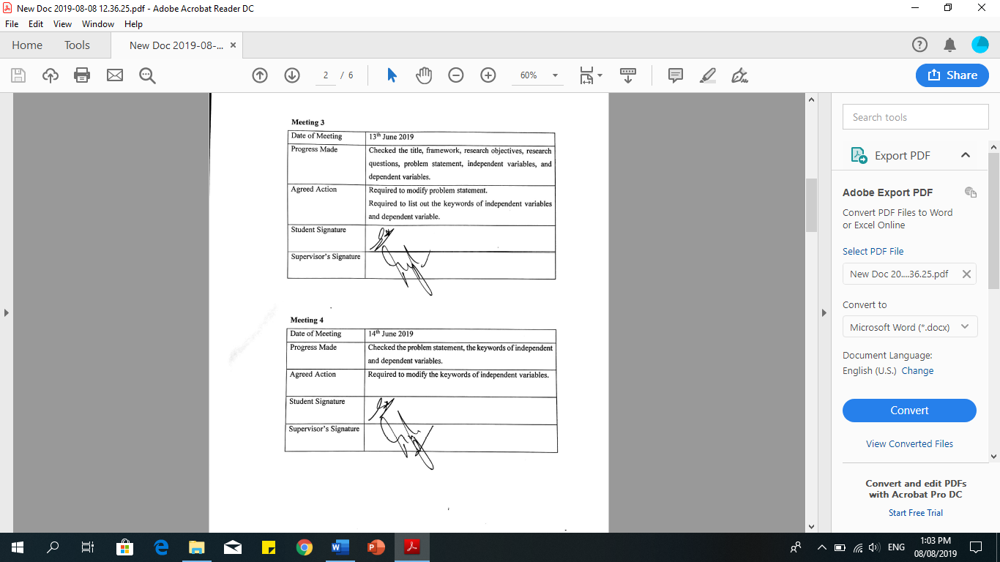 New Doc 2019-08-08 12.36.25.pdf - Adobe Acrobat Reader DC
File Edit View Window Help
Home Tools New Doc 2019-08-... ×
2 / 6 60% Share
Meeting 3
Date of Meeting 13th June 2019
Progress Made Checked the title, framework, research objectives, research
questions, problem statement, independent variables, and
dependent variables.
Agreed Action Required to modify problem statement.
Required to list out the keywords of independent variables
and dependent variable.
Student Signature
Supervisor's Signature
Meeting 4
Date of Meeting 14th June 2019
Progress Made Checked the problem statement, the keywords of independent
and dependent variables.
Agreed Action Required to modify the keywords of independent variables.
Student Signature
Supervisor's Signature
Search tools
Export PDF
Adobe Export PDF
Convert PDF Files to Word
or Excel Online
Select PDF File
New Doc 20....36.25.pdf
Convert to
Microsoft Word (*.docx)
Document Language:
English (U.S.) Change
Convert
View Converted Files
Convert and edit PDFs
with Acrobat Pro DC
Start Free Trial
ENG 1:03 PM
08/08/2019